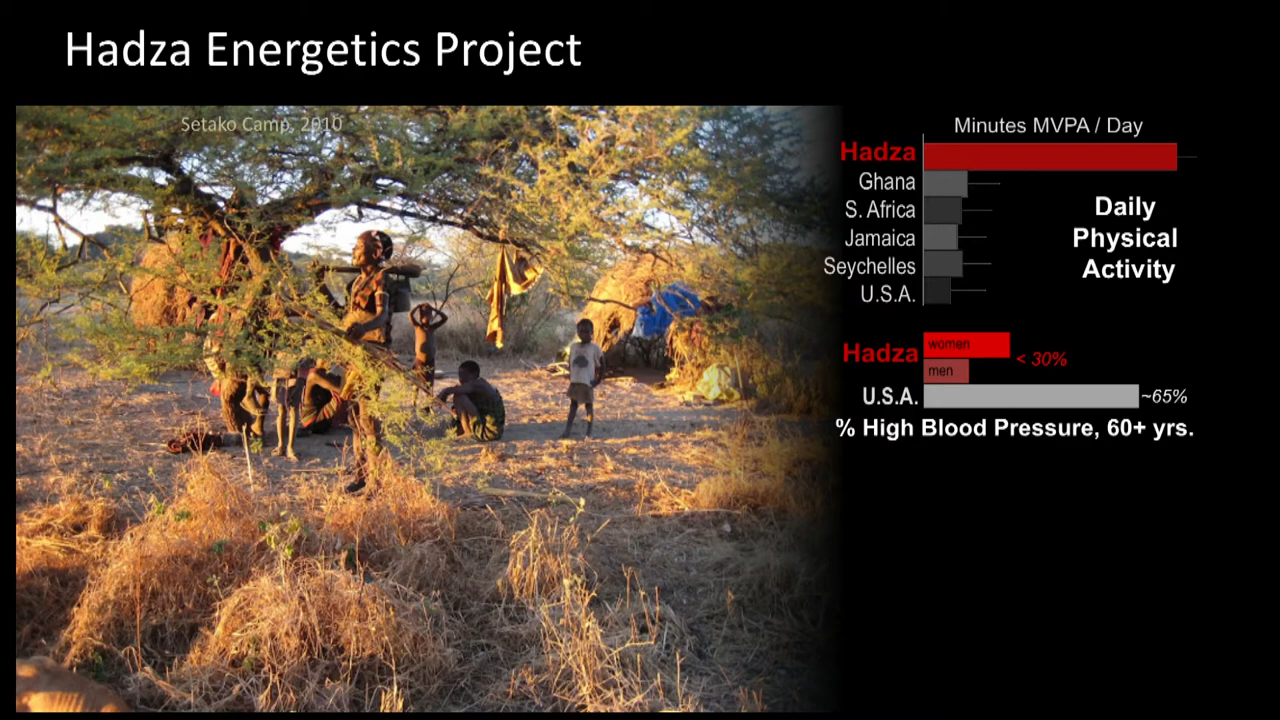 Hadza Energetics Project
Setako Camp, 2010
Minutes MVPA / Day
Hadza
Ghana
S. Africa
Jamaica
Seychelles
U.S.A.
Daily
Physical
Activity
Hadza
women
men
< 30%
U.S.A.
~65%
% High Blood Pressure, 60+ yrs.